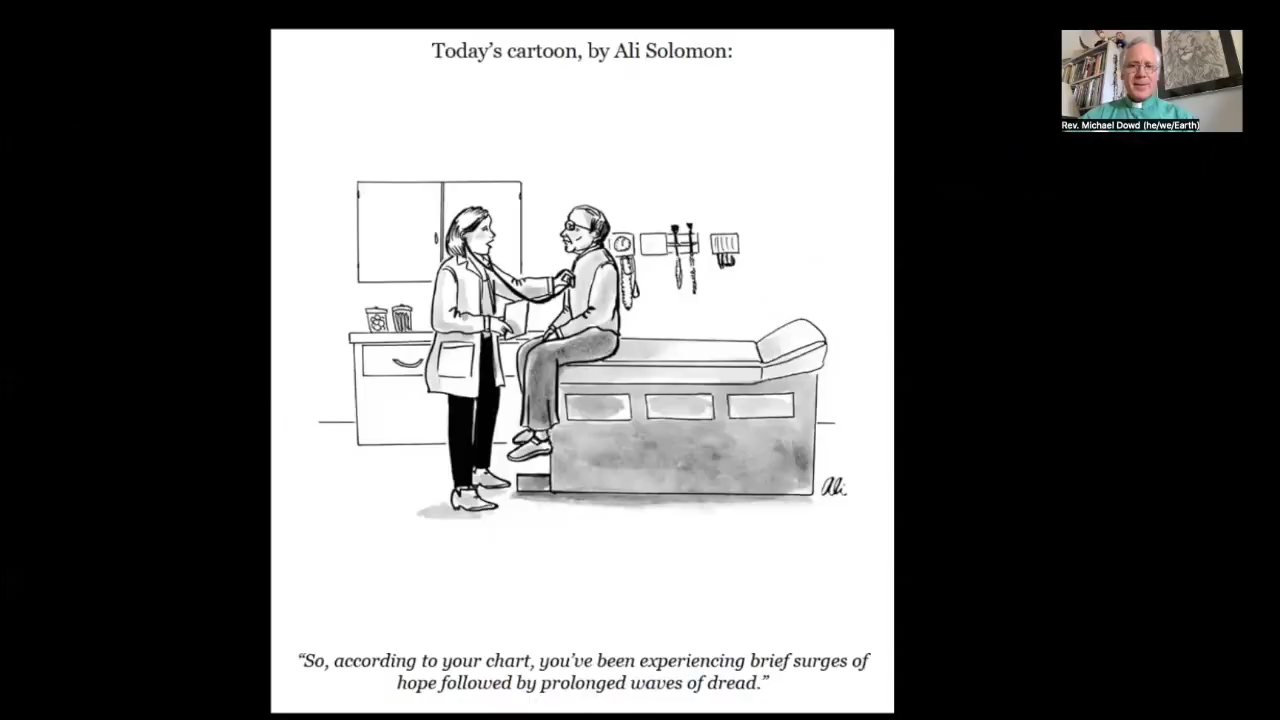 Today’s cartoon, by Ali Solomon:
Rev. Michael Dowd (he/we/Earth)
Ali
“So, according to your chart, you’ve been experiencing brief surges of
hope followed by prolonged waves of dread.”